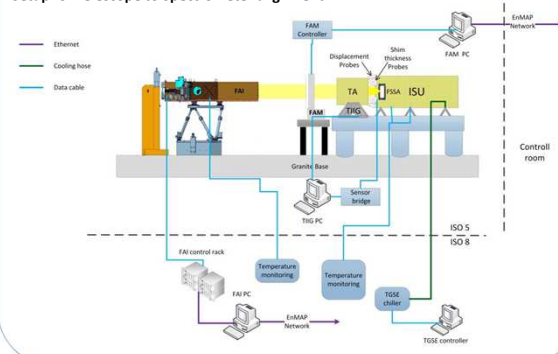 FAM
Controller
EnMAP
Network
FAM PC
Ethernet
Cooling hose
Data cable
Displacement
Probes
Shim
thickness
Probes
FAI
FAM
TA
TIIG
FSSA
ISU
Controll
room
Granite Base
TIIG PC
Sensor
bridge
ISO 5
ISO 8
FAI control rack
Temperature
monitoring
Temperature
monitoring
TGSE
chiller
FAI PC
EnMAP
Network
TGSE controller